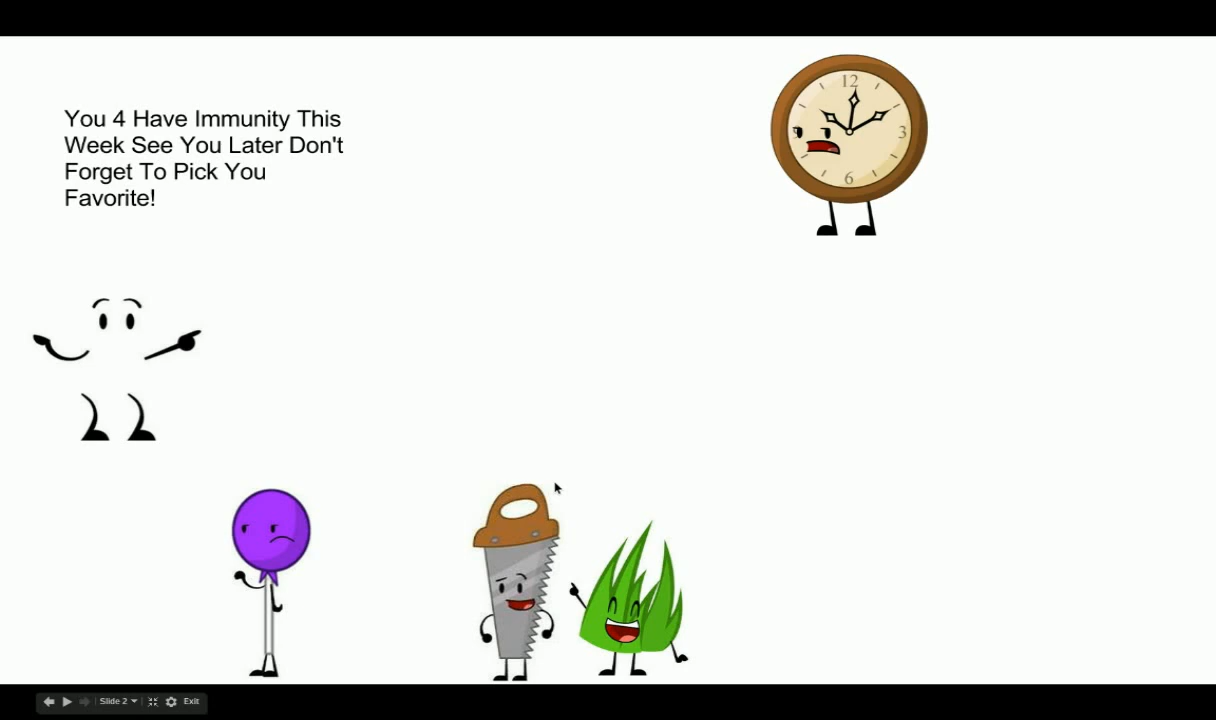 You 4 Have Immunity This
Week See You Later Don't
Forget To Pick You
Favorite!
12
3
6
Slide 2
Exit